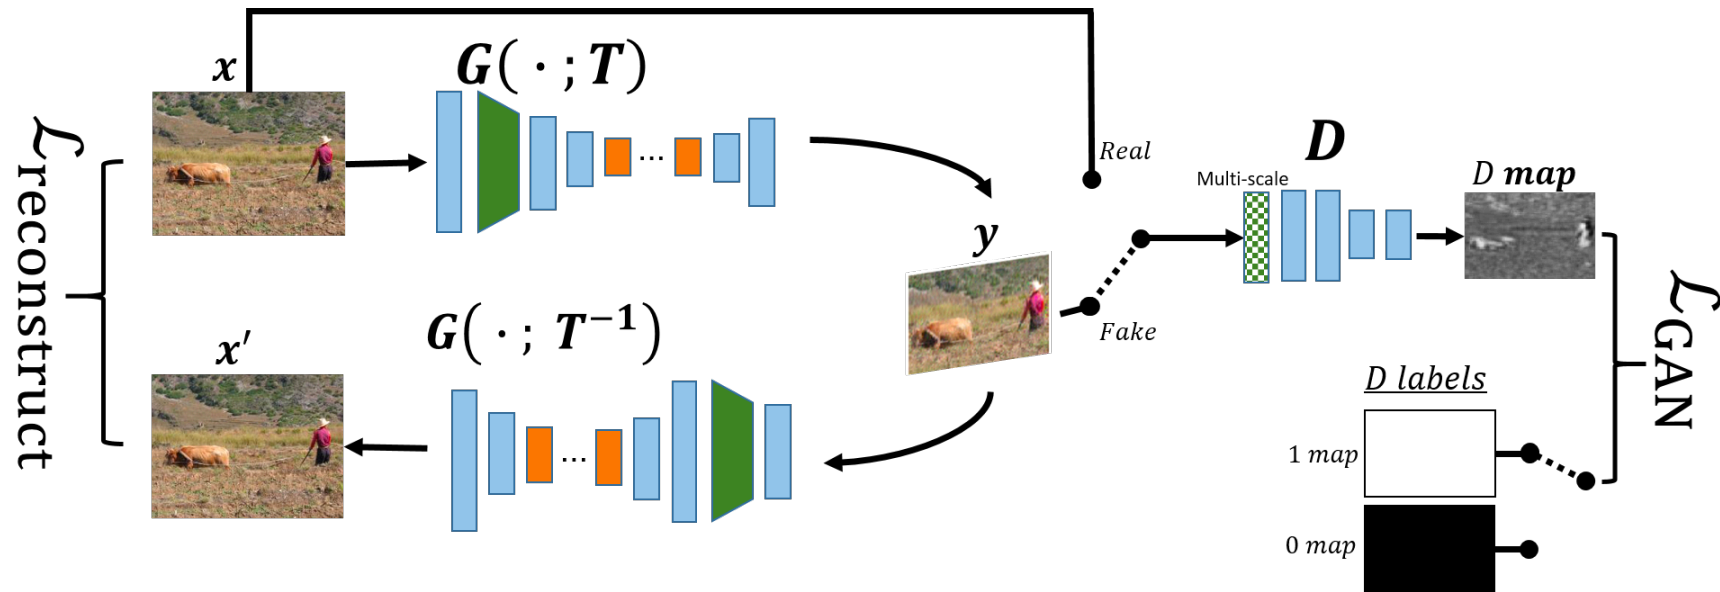 x
G( · ; T)
ℒreconstruct
Real
D
Multi-scale
D map
y
Fake
G( · ; T⁻¹)
x′
ℒGAN
D labels
1 map
0 map
...
...